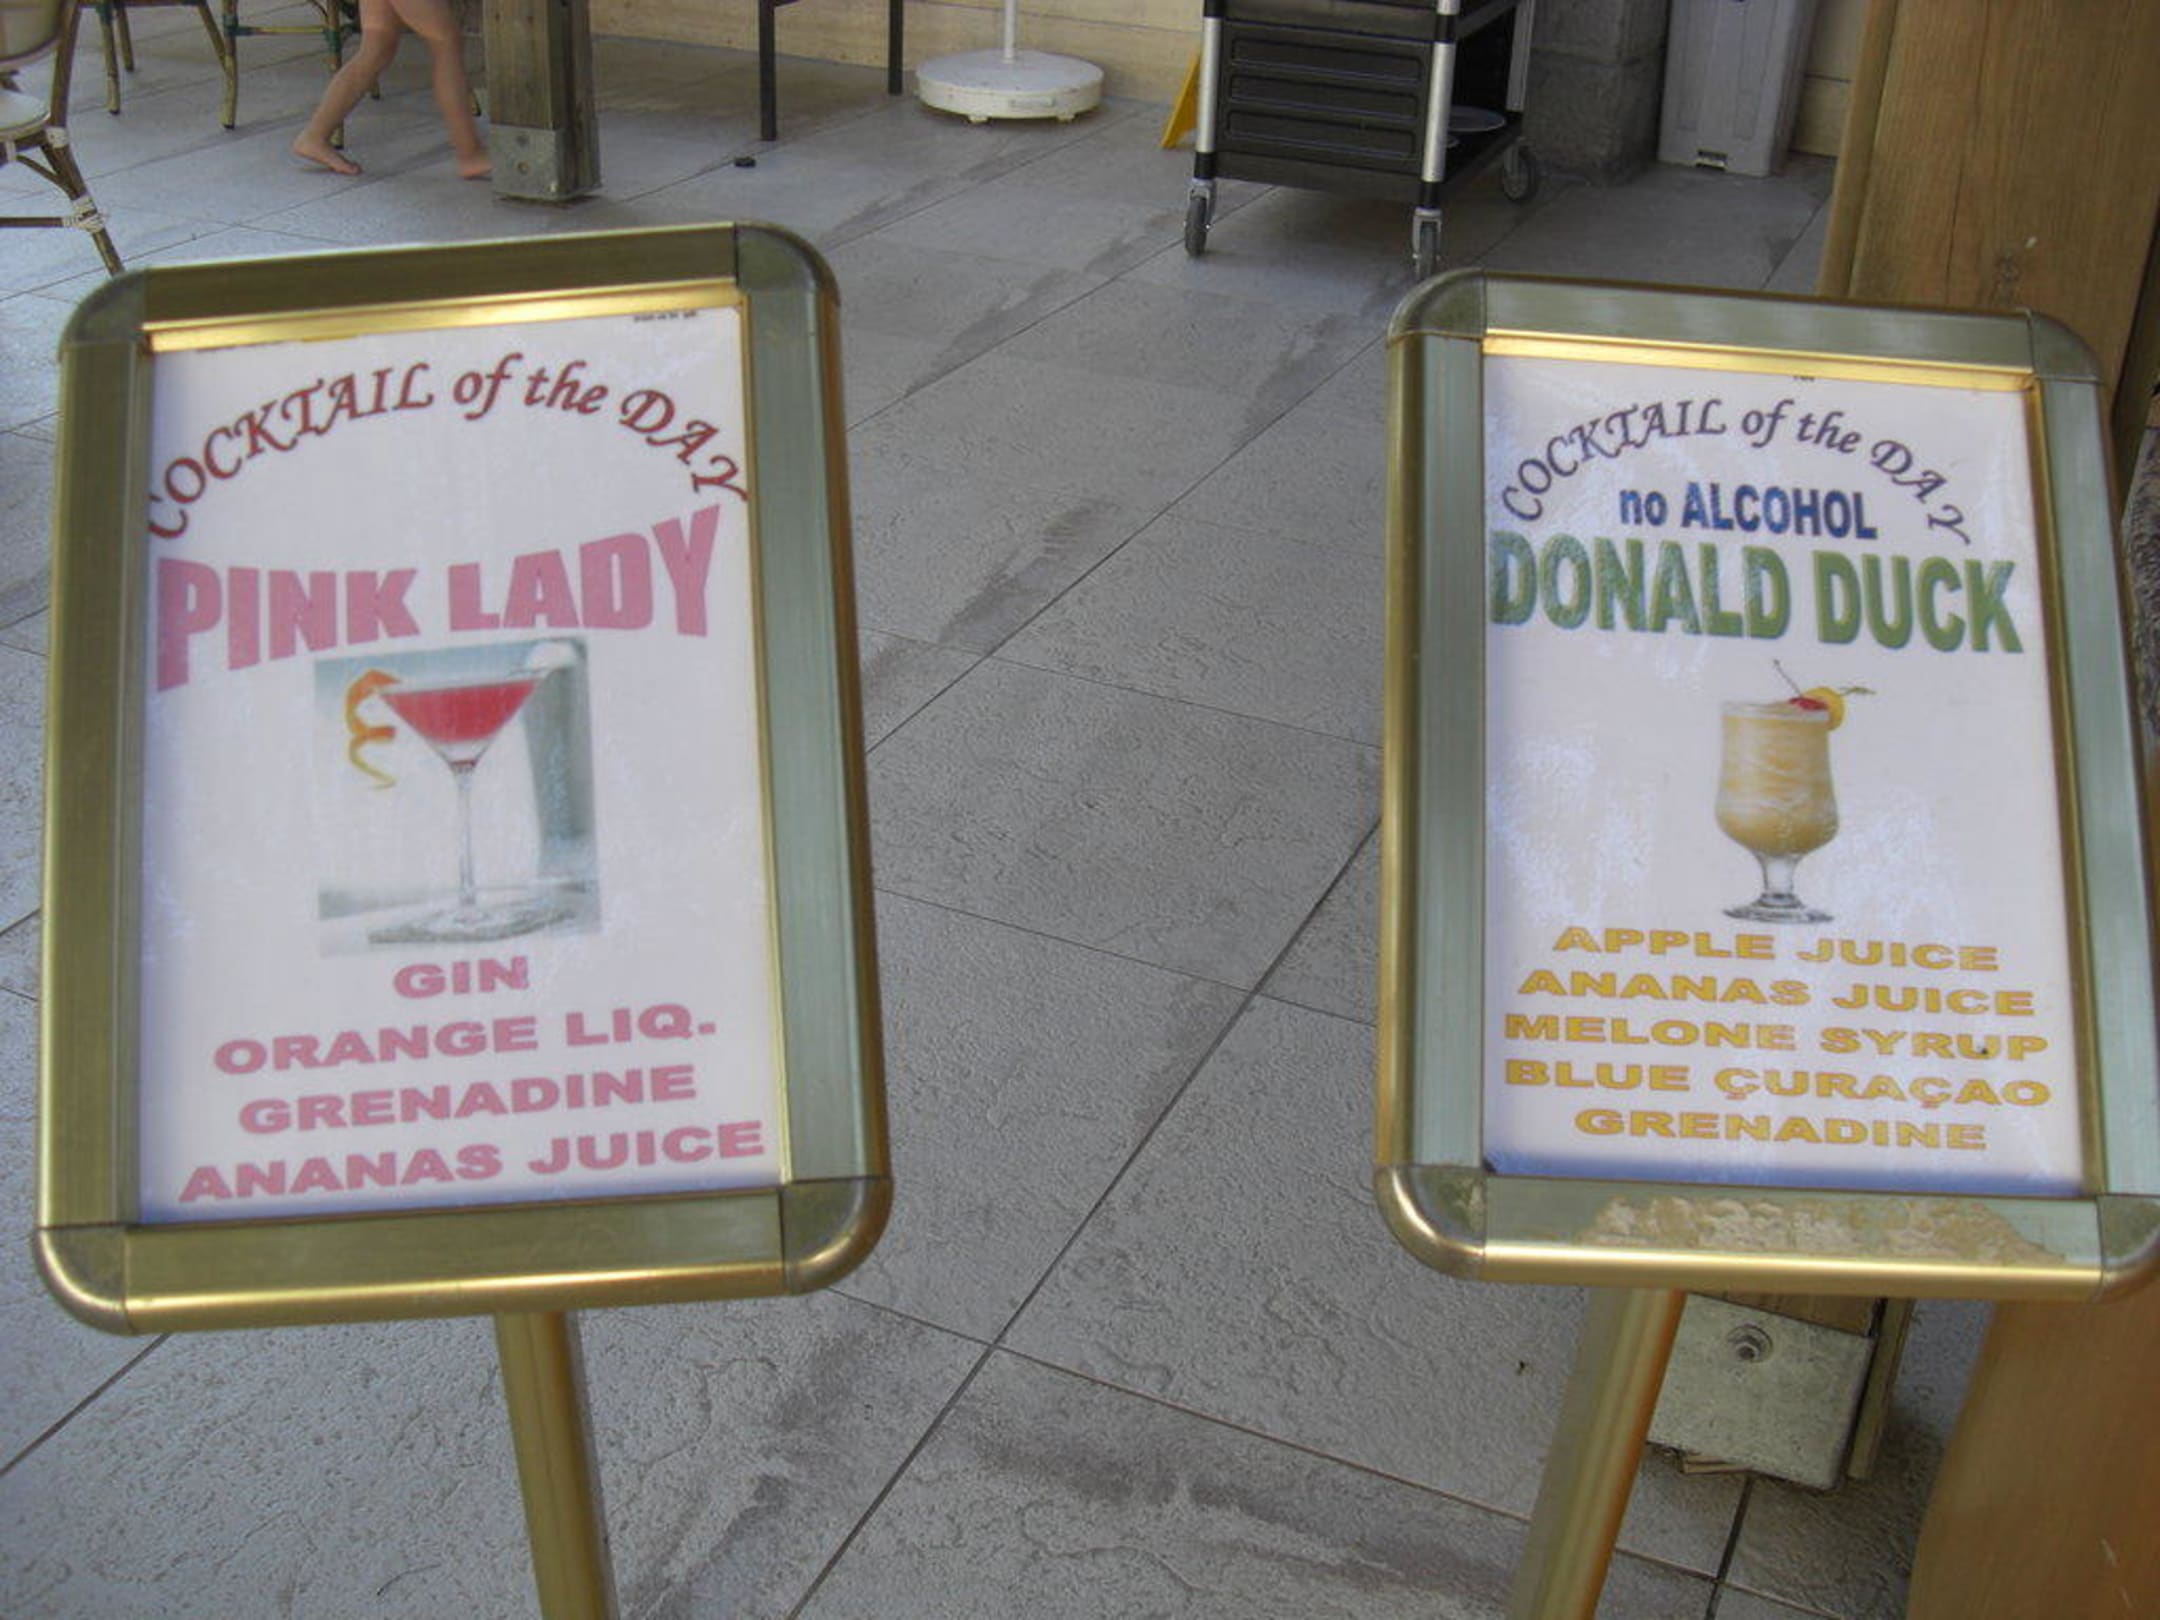 COCKTAIL of the DAY
PINK LADY
GIN
ORANGE LIQ.
GRENADINE
ANANAS JUICE
COCKTAIL of the DAY
no ALCOHOL
DONALD DUCK
APPLE JUICE
ANANAS JUICE
MELONE SYRUP
BLUE ÇURAÇAO
GRENADINE